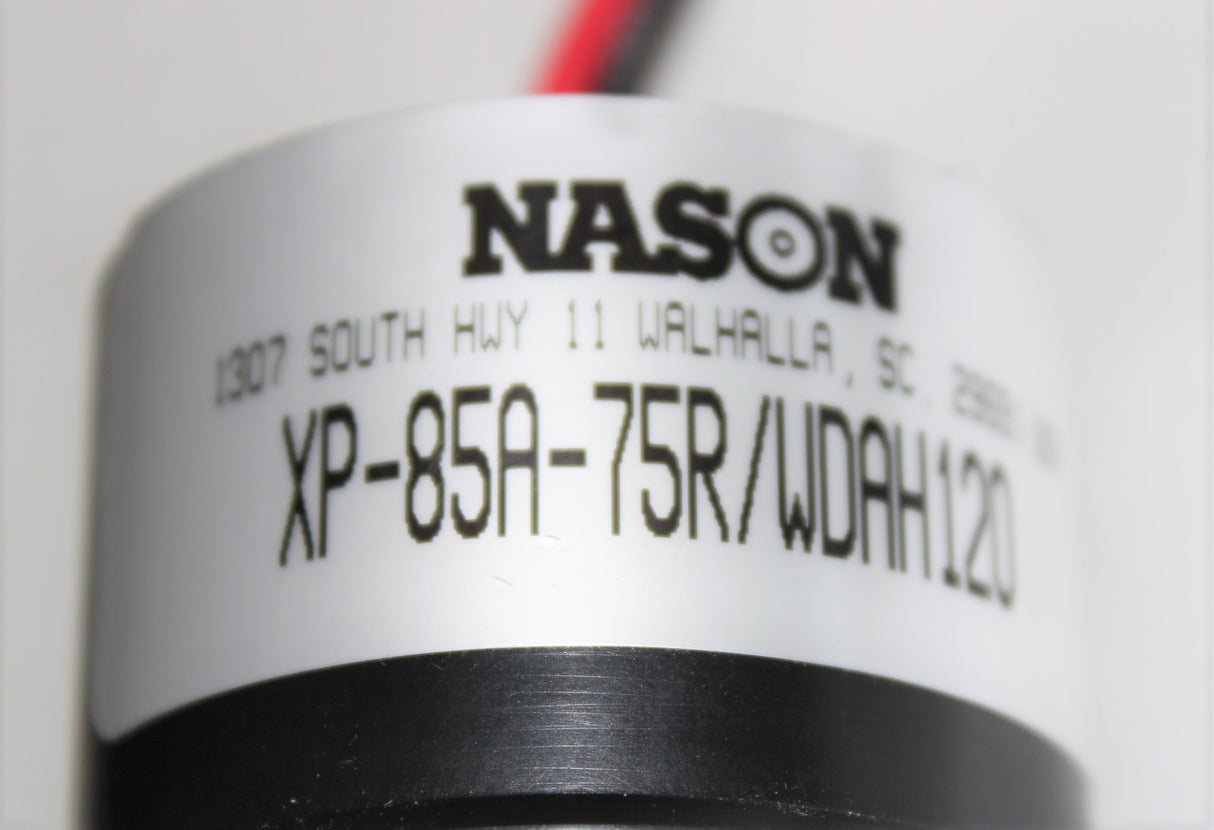 NASON
1307 SOUTH HWY 11 WALHALLA, SC.
XP-85A-75R/WDAH120